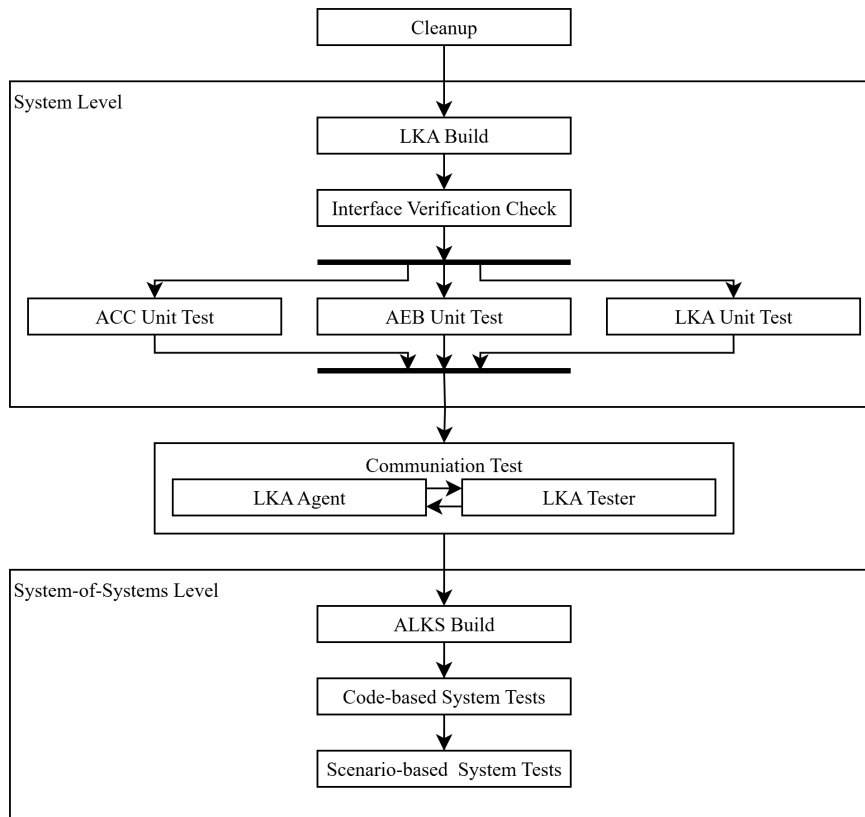 Cleanup
System Level
LKA Build
Interface Verification Check
ACC Unit Test
AEB Unit Test
LKA Unit Test
Communiation Test
LKA Agent
LKA Tester
System-of-Systems Level
ALKS Build
Code-based System Tests
Scenario-based System Tests